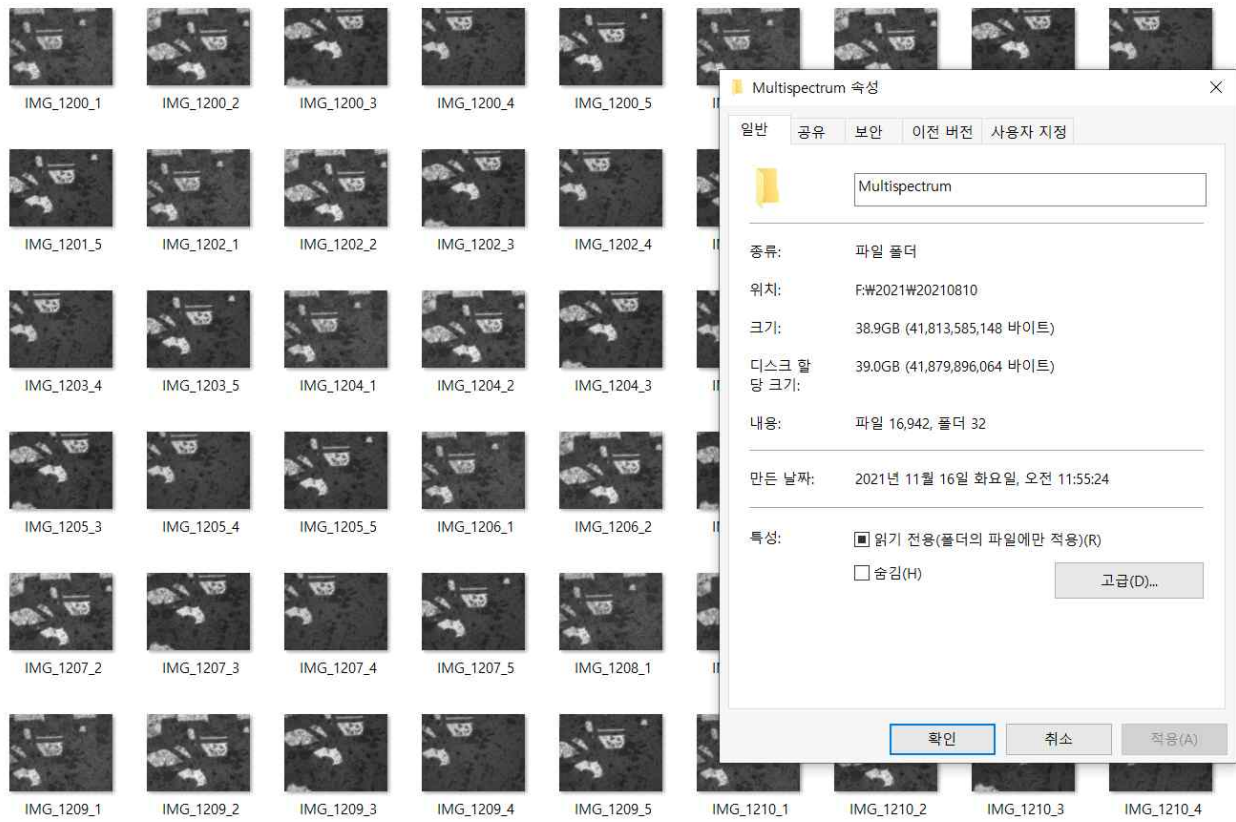 IMG_1200_1
IMG_1200_2
IMG_1200_3
IMG_1200_4
IMG_1200_5
IMG_1201_5
IMG_1202_1
IMG_1202_2
IMG_1202_3
IMG_1202_4
IMG_1203_4
IMG_1203_5
IMG_1204_1
IMG_1204_2
IMG_1204_3
IMG_1205_3
IMG_1205_4
IMG_1205_5
IMG_1206_1
IMG_1206_2
IMG_1207_2
IMG_1207_3
IMG_1207_4
IMG_1207_5
IMG_1208_1
IMG_1209_1
IMG_1209_2
IMG_1209_3
IMG_1209_4
IMG_1209_5
IMG_1210_1
IMG_1210_2
IMG_1210_3
IMG_1210_4
Multispectrum 속성
일반 공유 보안 이전 버전 사용자 지정
Multispectrum
종류: 파일 폴더
위치: F:₩2021₩20210810
크기: 38.9GB (41,813,585,148 바이트)
디스크 할
당 크기: 39.0GB (41,879,896,064 바이트)
내용: 파일 16,942, 폴더 32
만든 날짜: 2021년 11월 16일 화요일, 오전 11:55:24
특성: 읽기 전용(폴더의 파일에만 적용)(R)
숨김(H)
고급(D)...
확인 취소 적용(A)